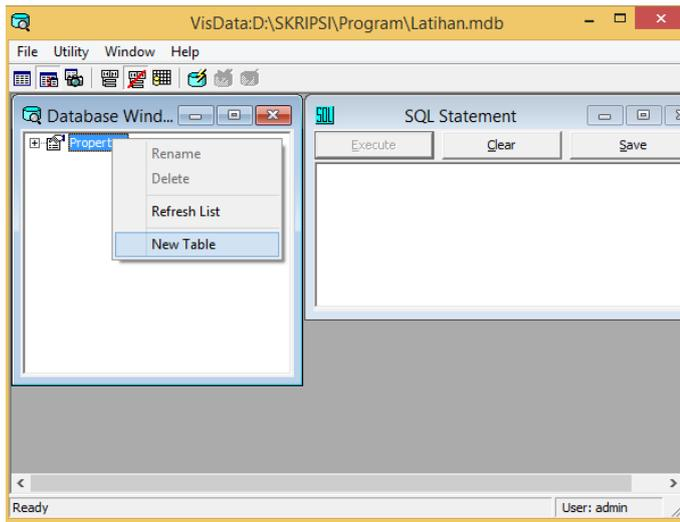 VisData:D:\SKRIPSI\Program\Latihan.mdb
File Utility Window Help
Database Wind...
Propert
Rename
Delete
Refresh List
New Table
SQL SQL Statement
Execute Clear Save
Ready
User: admin